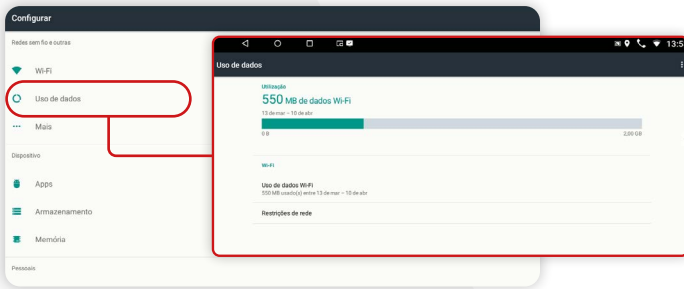 Configurar
Redes sem fio e outras
Wi-Fi
Uso de dados
Mais
Dispositivo
Apps
Armazenamento
Memória
Pessoais
13:5
Uso de dados
Utilização
550 MB de dados Wi-Fi
13 de mar – 10 de abr
0 B
2,00 GB
Wi-Fi
Uso de dados Wi-Fi
550 MB usado(s) entre 13 de mar – 10 de abr
Restrições de rede